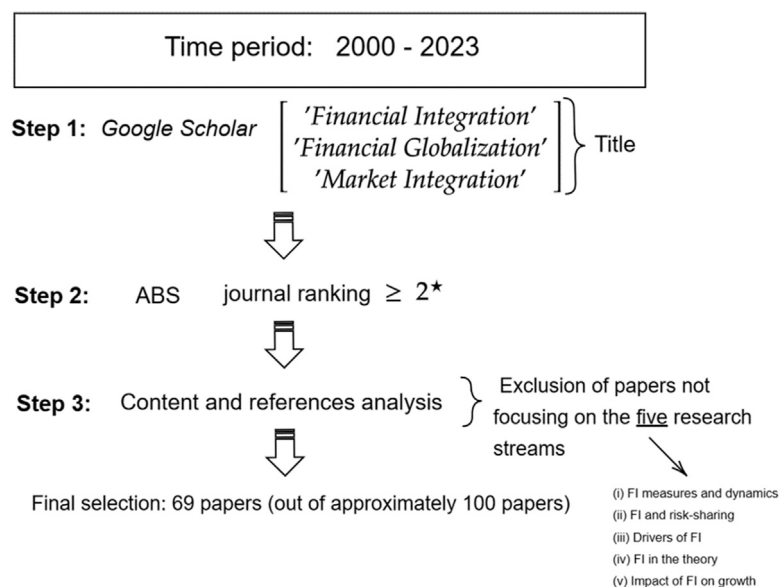 Time period: 2000 - 2023
Step 1: Google Scholar
'Financial Integration'
'Financial Globalization'
'Market Integration'
Title
Step 2: ABS journal ranking ≥ 2★
Step 3: Content and references analysis
Exclusion of papers not
focusing on the five research
streams
Final selection: 69 papers (out of approximately 100 papers)
(i) FI measures and dynamics
(ii) FI and risk-sharing
(iii) Drivers of FI
(iv) FI in the theory
(v) Impact of FI on growth